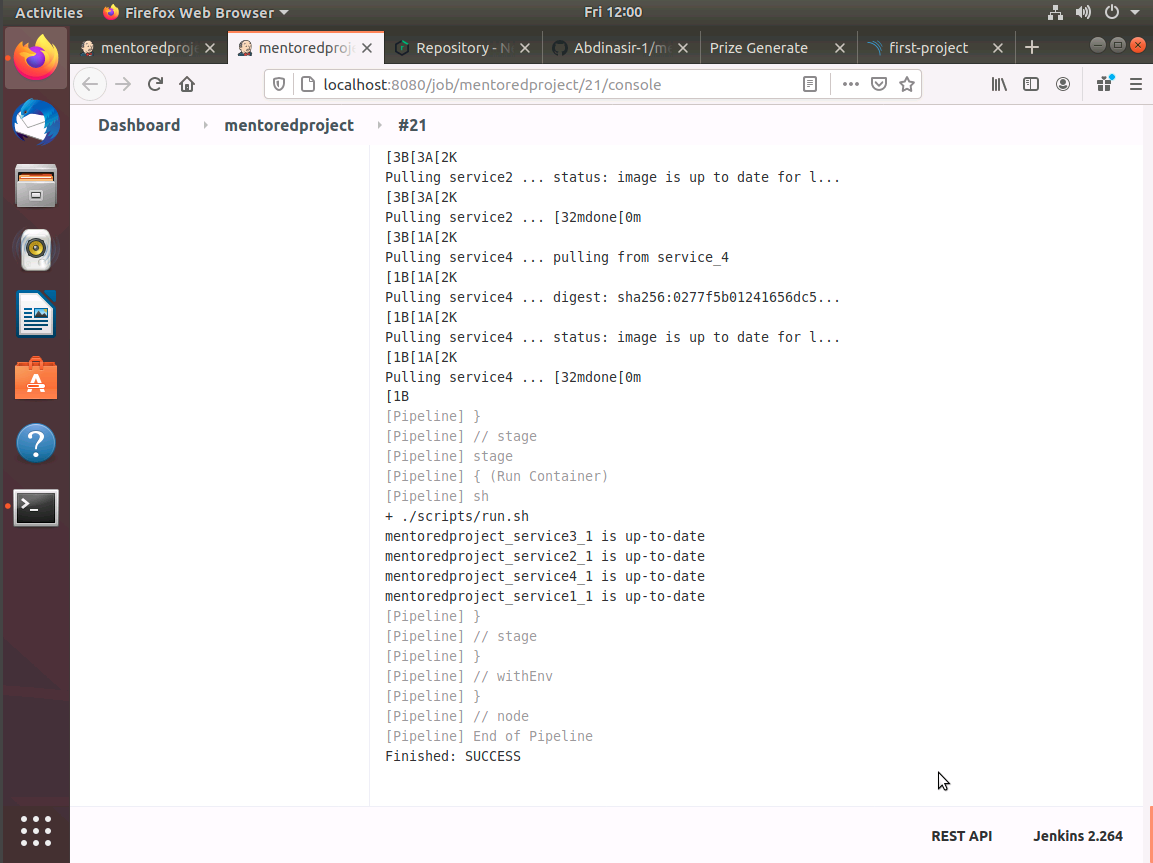 Activities Firefox Web Browser Fri 12:00
mentoredproj mentoredproj Repository - N Abdinasir-1/m Prize Generate first-project
localhost:8080/job/mentoredproject/21/console
Dashboard mentoredproject #21
[3B[3A[2K
Pulling service2 ... status: image is up to date for l...
[3B[3A[2K
Pulling service2 ... [32mdone[0m
[3B[1A[2K
Pulling service4 ... pulling from service_4
[1B[1A[2K
Pulling service4 ... digest: sha256:0277f5b01241656dc5...
[1B[1A[2K
Pulling service4 ... status: image is up to date for l...
[1B[1A[2K
Pulling service4 ... [32mdone[0m
[1B
[Pipeline] }
[Pipeline] // stage
[Pipeline] stage
[Pipeline] { (Run Container)
[Pipeline] sh
+ ./scripts/run.sh
mentoredproject_service3_1 is up-to-date
mentoredproject_service2_1 is up-to-date
mentoredproject_service4_1 is up-to-date
mentoredproject_service1_1 is up-to-date
[Pipeline] }
[Pipeline] // stage
[Pipeline] }
[Pipeline] // withEnv
[Pipeline] }
[Pipeline] // node
[Pipeline] End of Pipeline
Finished: SUCCESS
REST API Jenkins 2.264